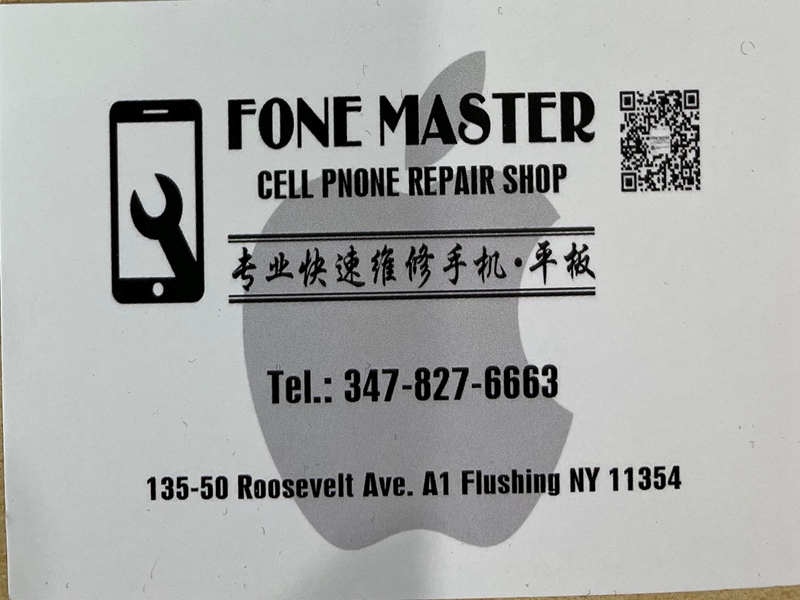 FONE MASTER
CELL PNONE REPAIR SHOP
专业快速维修手机·平板
Tel.: 347-827-6663
135-50 Roosevelt Ave. A1 Flushing NY 11354